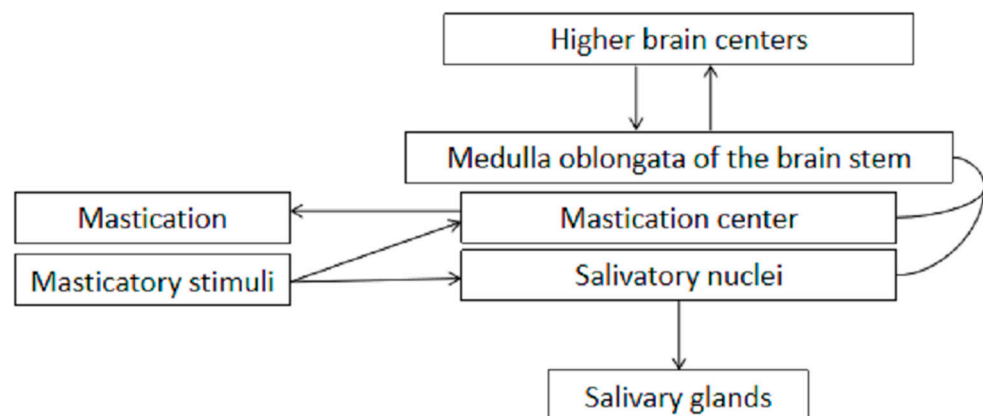 Higher brain centers
Medulla oblongata of the brain stem
Mastication
Mastication center
Masticatory stimuli
Salivatory nuclei
Salivary glands